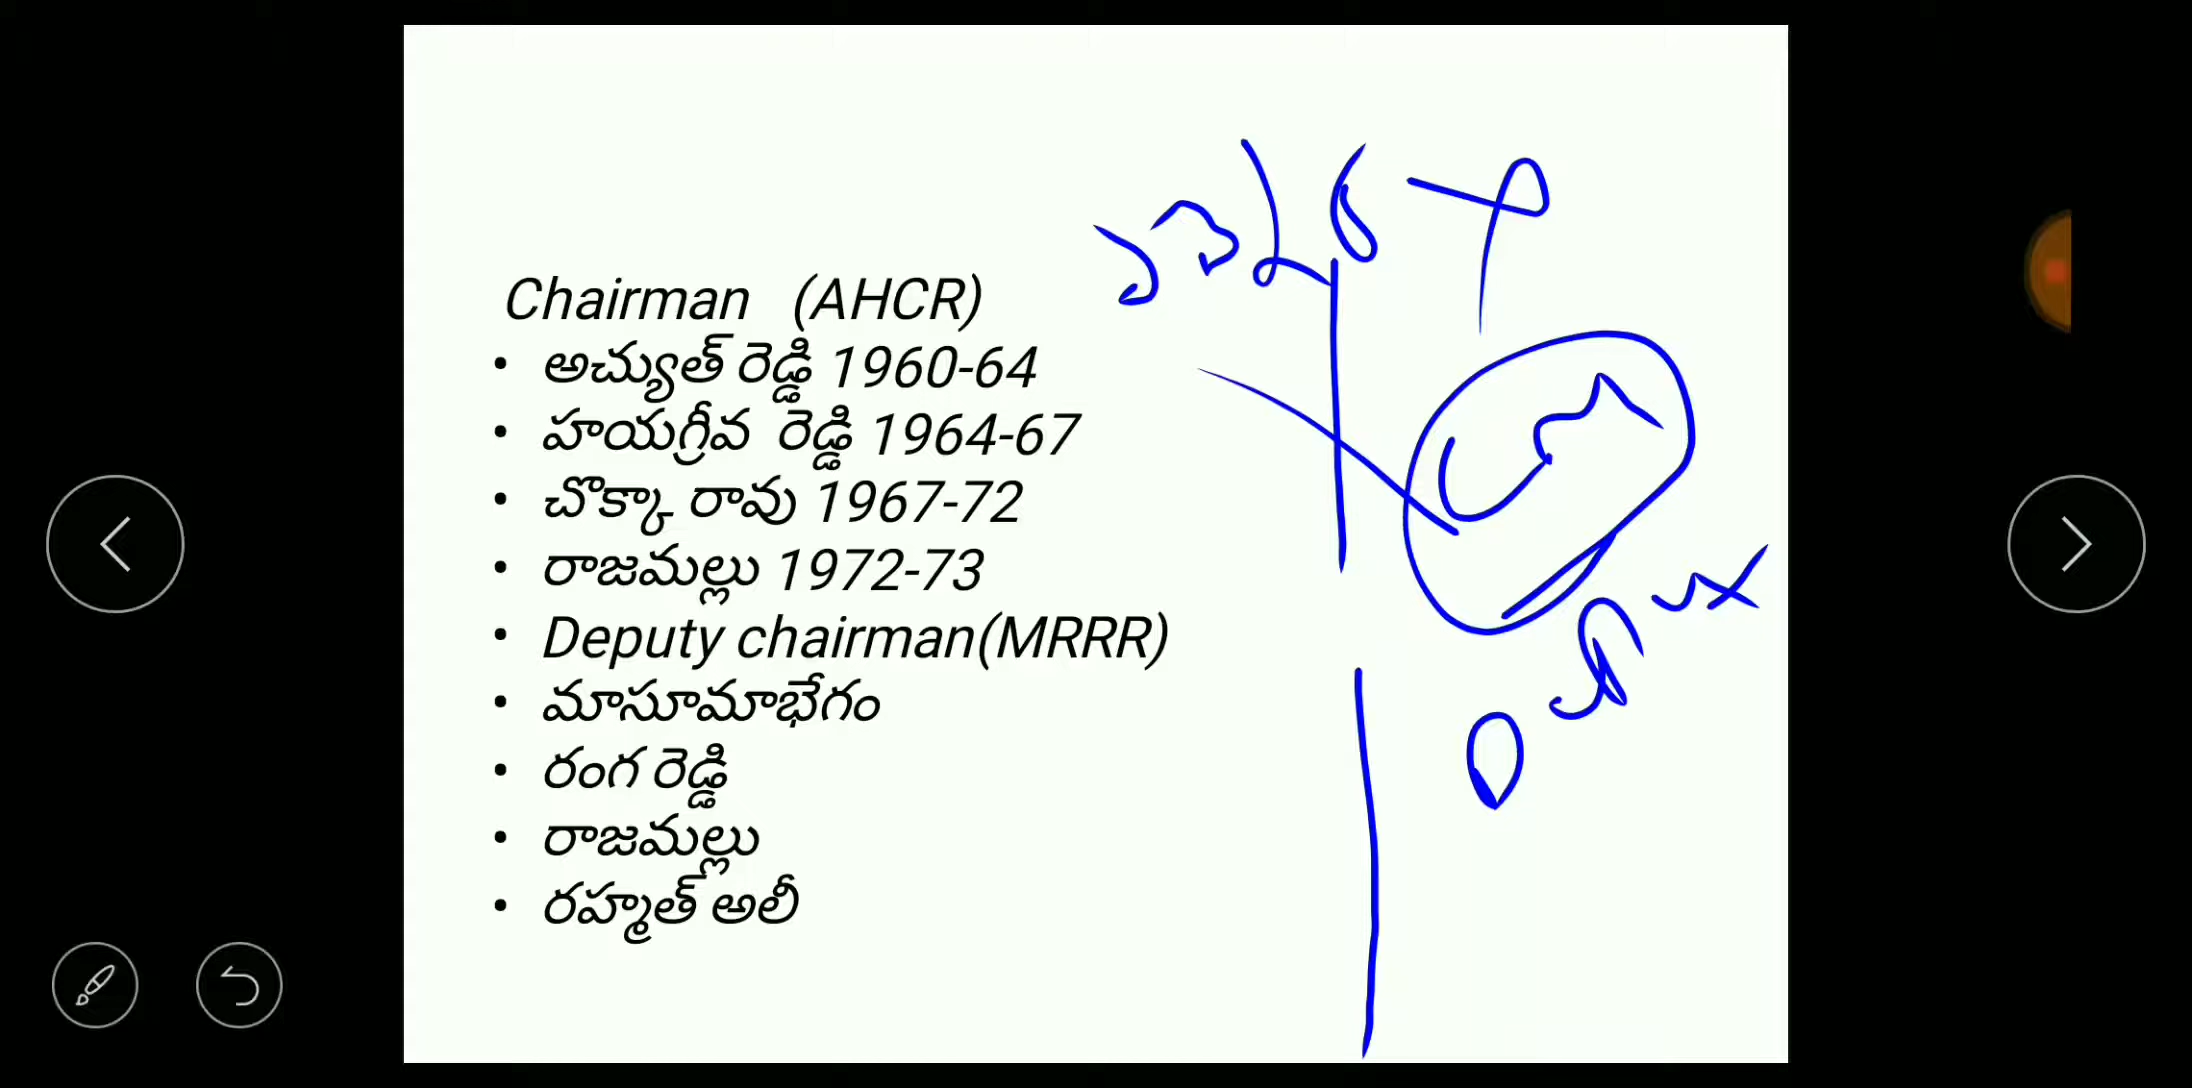 Chairman (AHCR)
• అచ్యుత్ రెడ్డి 1960-64
• హయగ్రీవ రెడ్డి 1964-67
• చొక్కా రావు 1967-72
• రాజమల్లు 1972-73
• Deputy chairman(MRRR)
• మాసూమాభేగం
• రంగ రెడ్డి
• రాజమల్లు
• రహ్మత్ అలీ